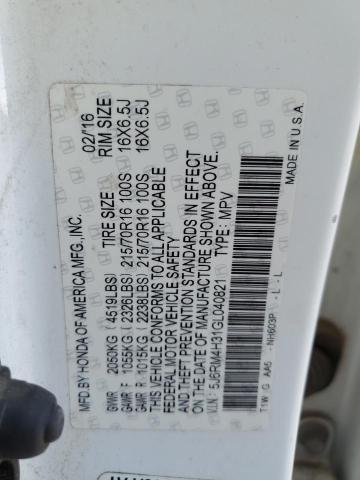 MFD.BY HONDA OF AMERICA MFG.,INC. 02/16
TIRE SIZE RIM SIZE
GVWR 2050KG (4519LBS)
GAWR F 1055KG (2326LBS) 215/70R16 100S 16X6.5J
GAWR R 1015KG (2238LBS) 215/70R16 100S 16X6.5J
THIS VEHICLE CONFORMS TO ALL APPLICABLE
FEDERAL MOTOR VEHICLE SAFETY
AND THEFT PREVENTION STANDARDS IN EFFECT
ON THE DATE OF MANUFACTURE SHOWN ABOVE.
5J6RM4H31GL040821 TYPE: MPV
T1W G AA6 NH603P - L - L
MADE IN U.S.A.